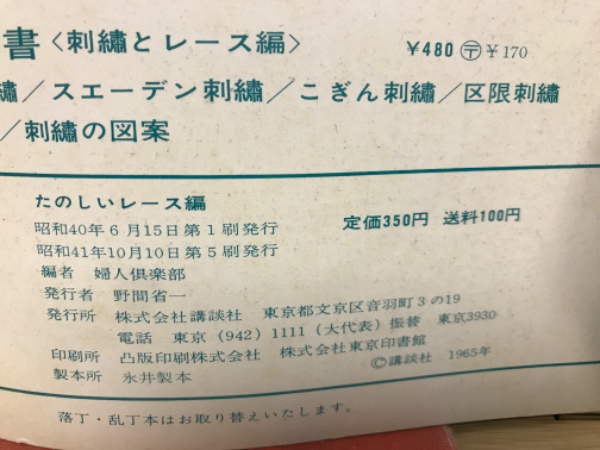 書〈刺繡とレース編〉 ¥480 〶¥170
繡／スエーデン刺繡／こぎん刺繡／区限刺繡
／刺繡の図案
たのしいレース編
昭和40年6月15日第1刷発行
定価350円 送料100円
昭和41年10月10日第5刷発行
編者 婦人倶楽部
発行者 野間省一
発行所 株式会社講談社 東京都文京区音羽町3の19
電話 東京(942)1111(大代表)振替 東京3930
印刷所 凸版印刷株式会社 株式会社東京印書館
©講談社 1965年
製本所 永井製本
落丁・乱丁本はお取り替えいたします。